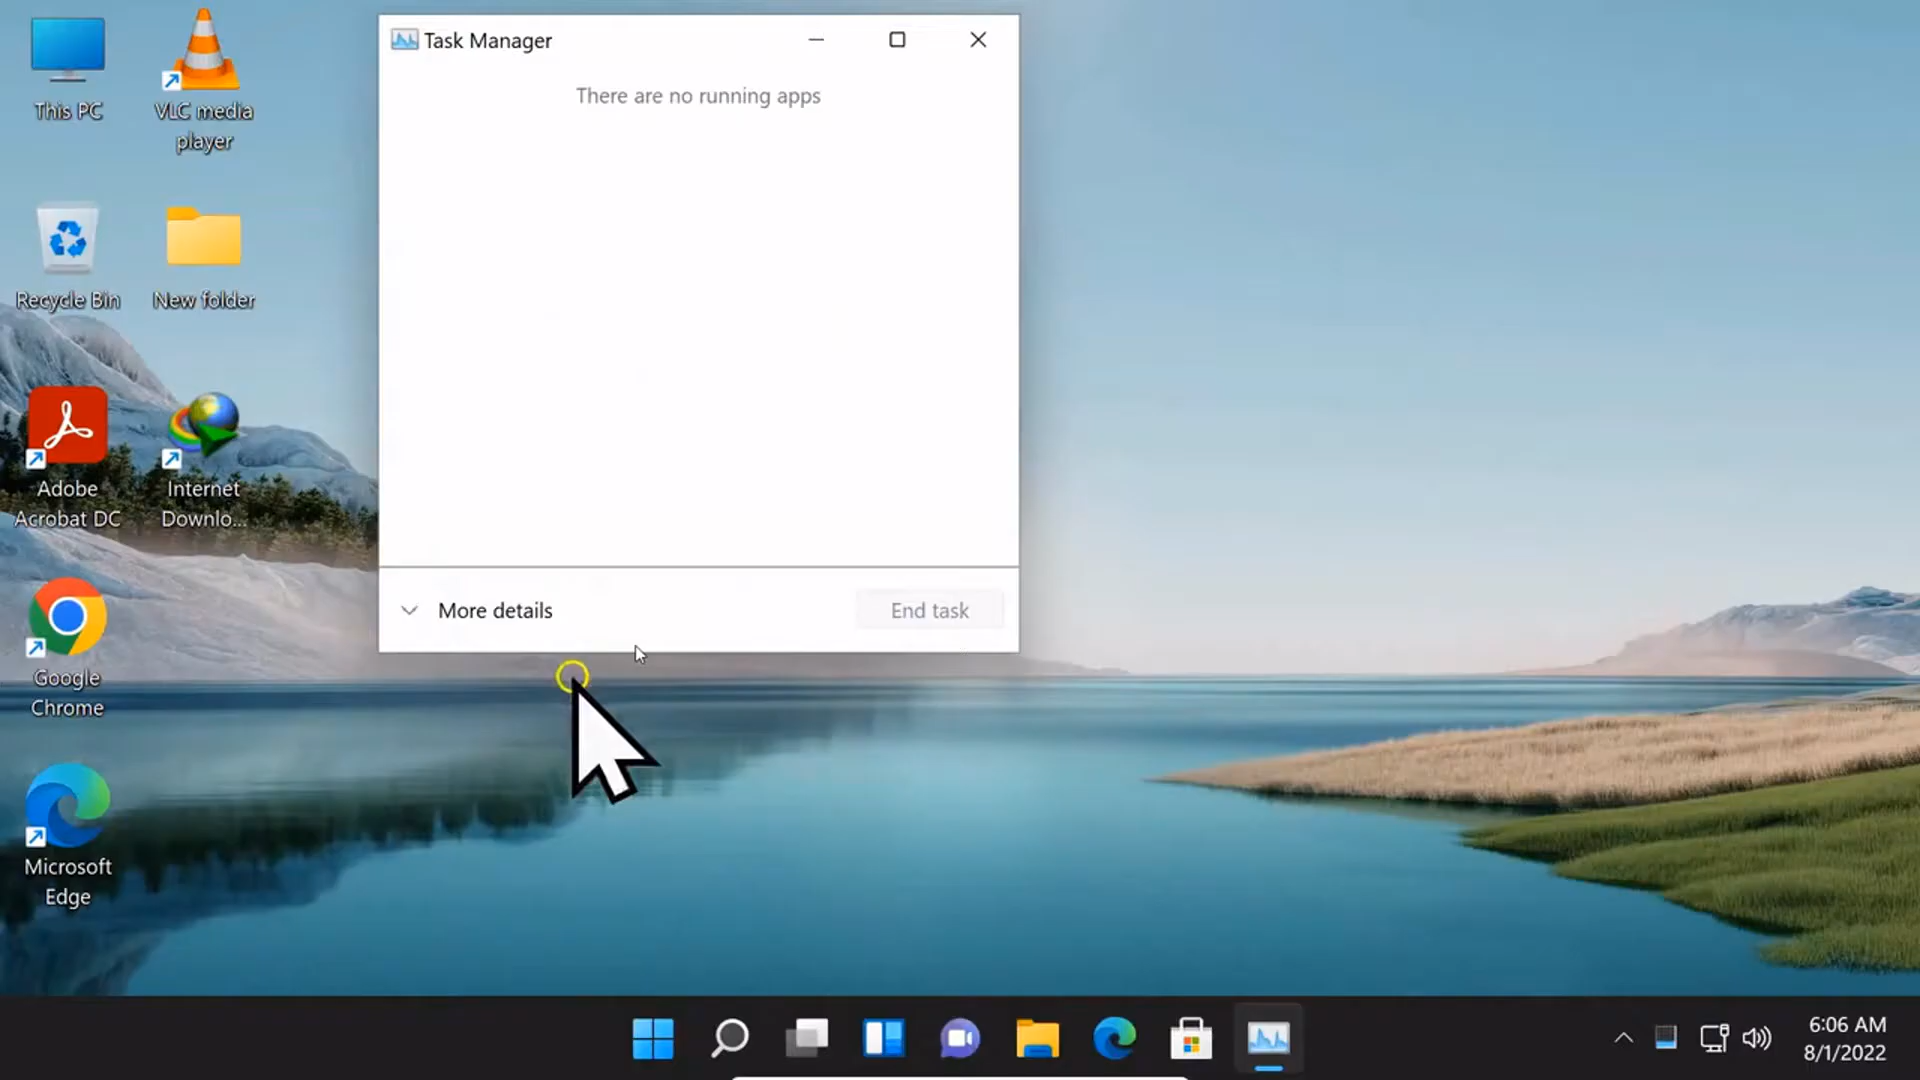 Task Manager
There are no running apps
More details
End task
This PC
VLC media
player
Recycle Bin
New folder
Adobe
Acrobat DC
Internet
Downlo...
Google
Chrome
Microsoft
Edge
6:06 AM
8/1/2022